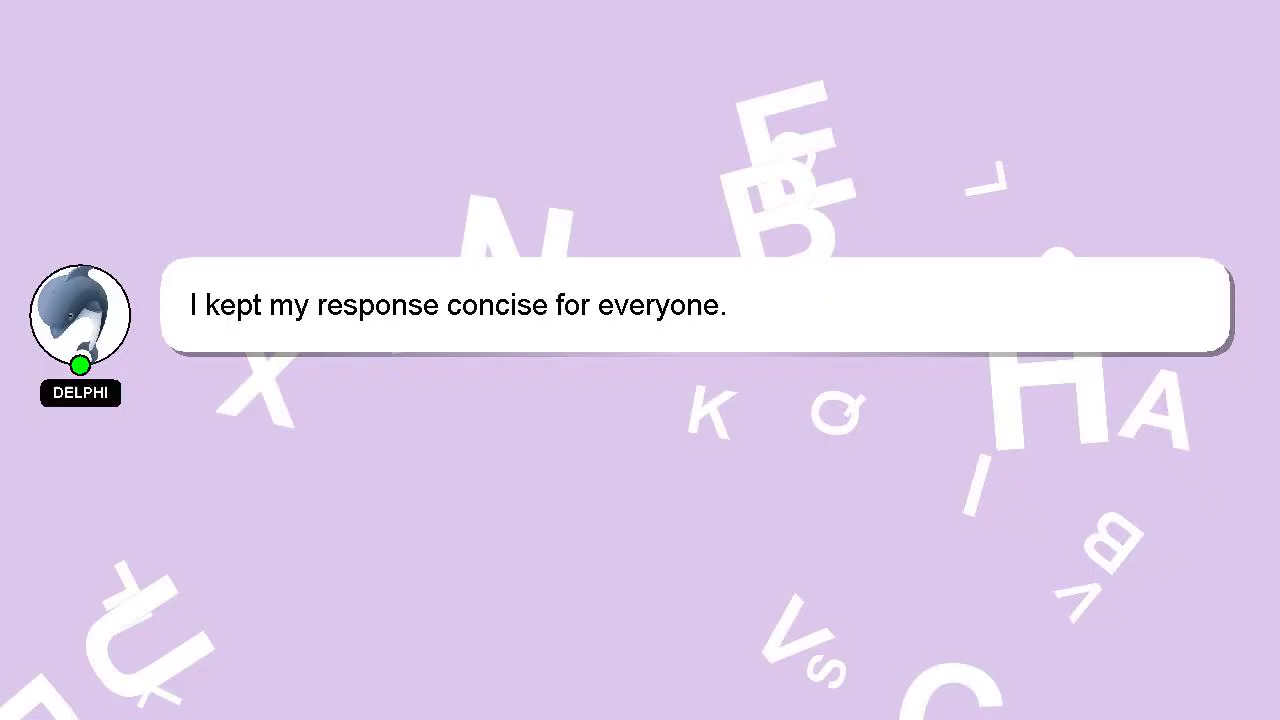 E
B
L
N
I kept my response concise for everyone.
DELPHI
X
K
Q
H
A
I
B
V
U
V
S
C